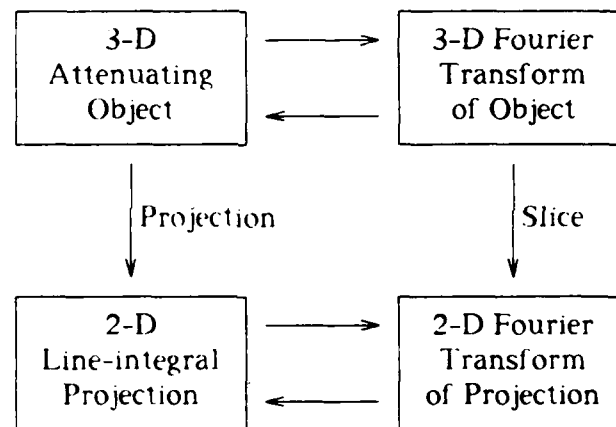 3-D
Attenuating
Object
3-D Fourier
Transform
of Object
Projection
Slice
2-D
Line-integral
Projection
2-D Fourier
Transform
of Projection